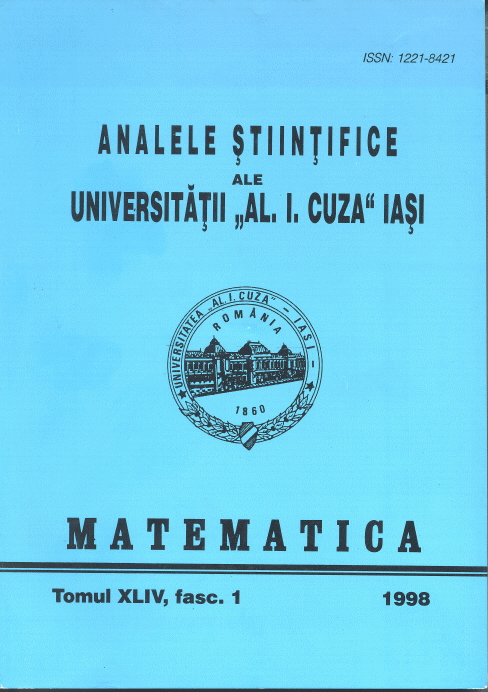 ISSN: 1221-8421
ANALELE ŞTIINŢIFICE
ALE
UNIVERSITĂŢII „AL. I. CUZA“ IAŞI
UNIVERSITATEA „AL. I. CUZA“ – IAŞI –
ROMÂNIA
1860
MATEMATICA
Tomul XLIV, fasc. 1 1998